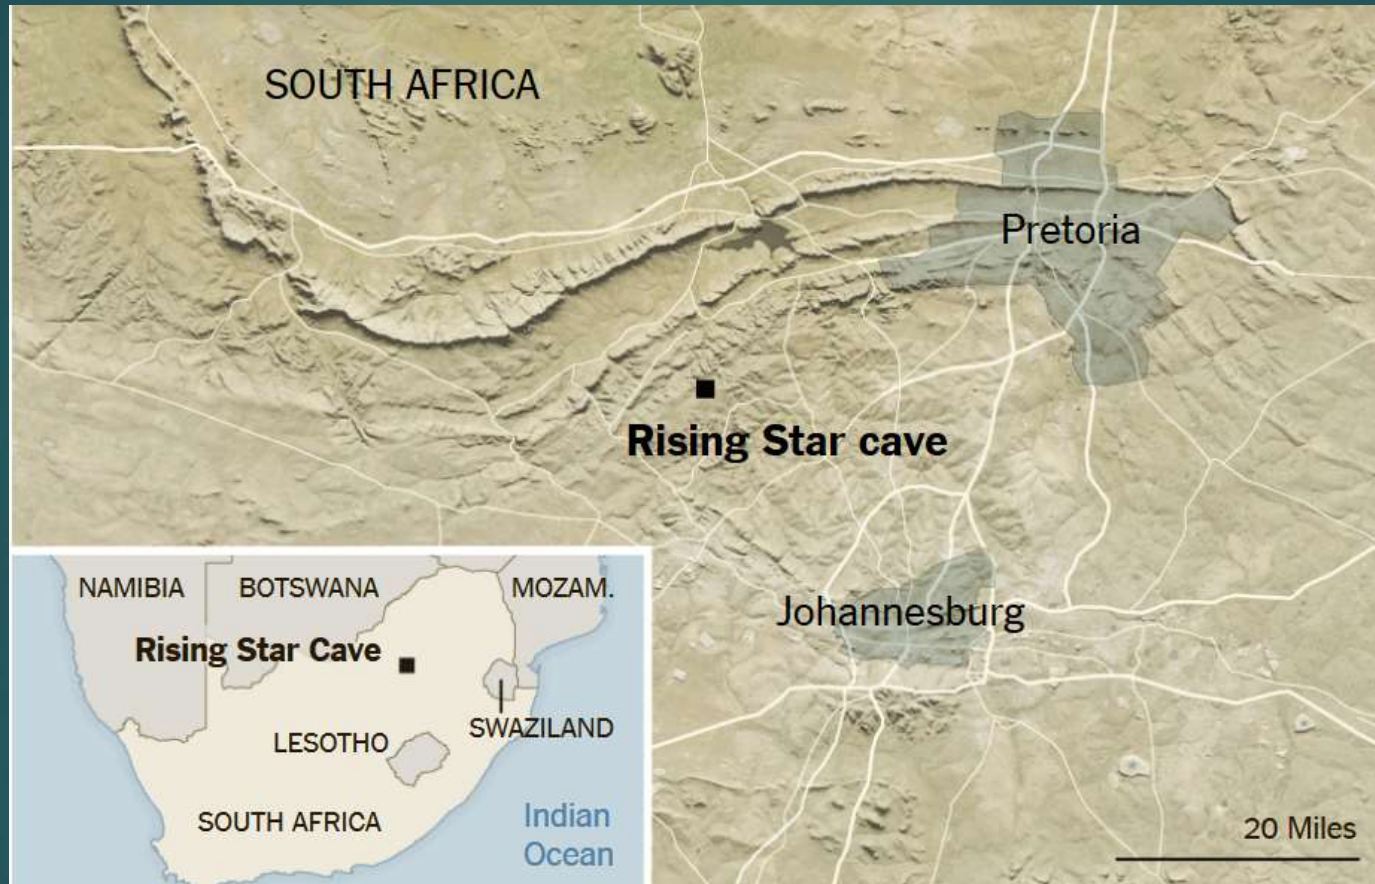 SOUTH AFRICA
Pretoria
Rising Star cave
Johannesburg
20 Miles
NAMIBIA
BOTSWANA
MOZAM.
Rising Star Cave
SWAZILAND
LESOTHO
SOUTH AFRICA
Indian
Ocean